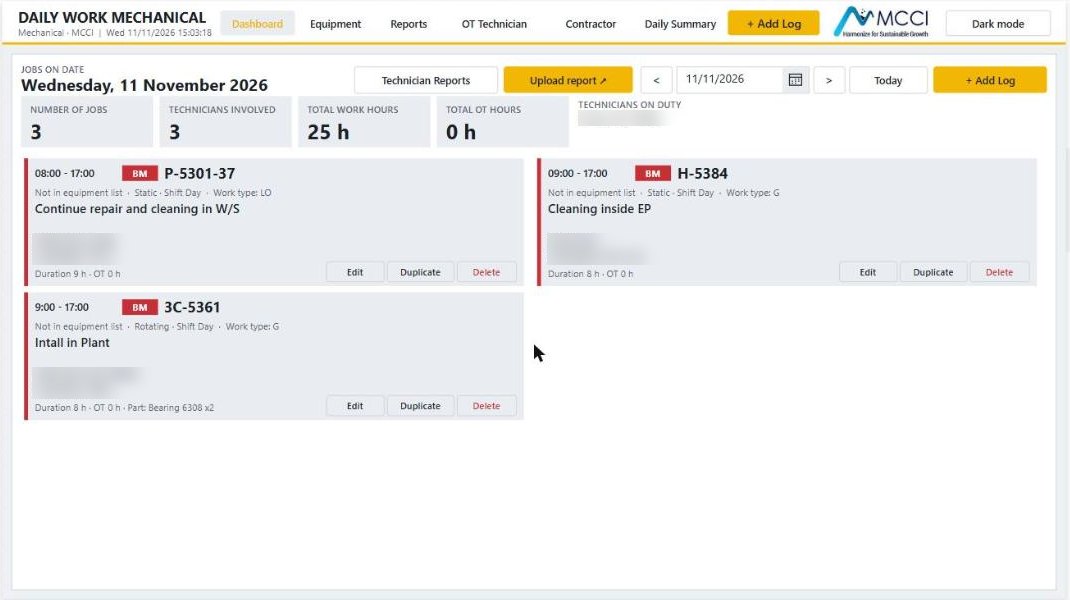 DAILY WORK MECHANICAL
Mechanical · MCCI | Wed 11/11/2026 15:03:18
Dashboard
Equipment
Reports
OT Technician
Contractor
Daily Summary
+ Add Log
MCCI
Harmonize for Sustainable Growth
Dark mode
JOBS ON DATE
Wednesday, 11 November 2026
Technician Reports
Upload report ↗
<
11/11/2026
>
Today
+ Add Log
NUMBER OF JOBS
3
TECHNICIANS INVOLVED
3
TOTAL WORK HOURS
25 h
TOTAL OT HOURS
0 h
TECHNICIANS ON DUTY
08:00 - 17:00 BM P-5301-37
Not in equipment list · Static · Shift Day · Work type: LO
Continue repair and cleaning in W/S
Duration 9 h · OT 0 h
Edit
Duplicate
Delete
09:00 - 17:00 BM H-5384
Not in equipment list · Static · Shift Day · Work type: G
Cleaning inside EP
Duration 8 h · OT 0 h
Edit
Duplicate
Delete
9:00 - 17:00 BM 3C-5361
Not in equipment list · Rotating · Shift Day · Work type: G
Intall in Plant
Duration 8 h · OT 0 h · Part: Bearing 6308 x2
Edit
Duplicate
Delete